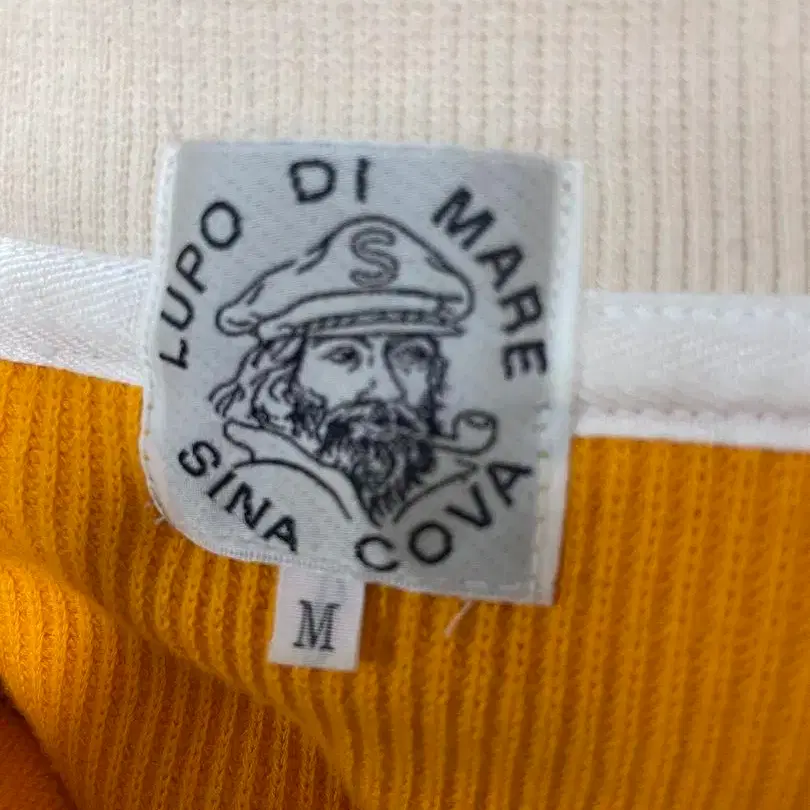 LUPO DI MARE
S
SINA COVA
M